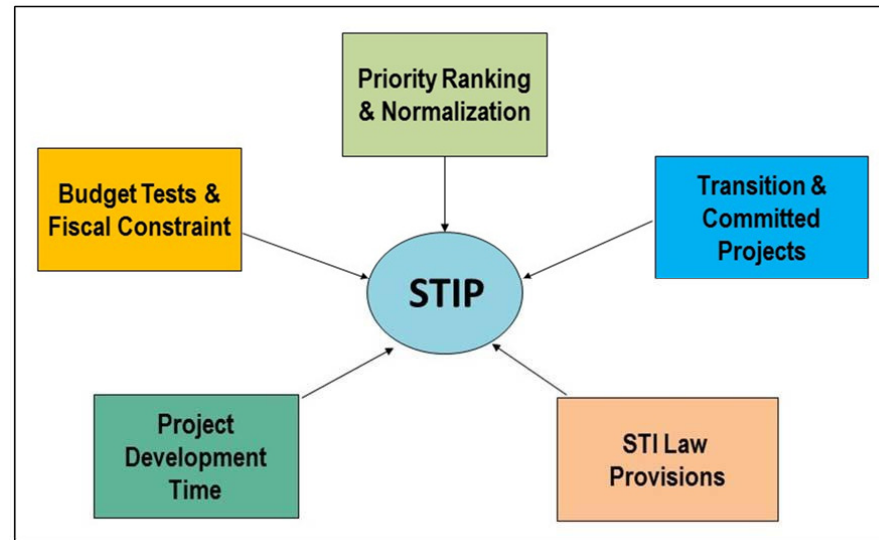 Priority Ranking
& Normalization
Budget Tests &
Fiscal Constraint
Transition &
Committed
Projects
STIP
Project
Development
Time
STI Law
Provisions